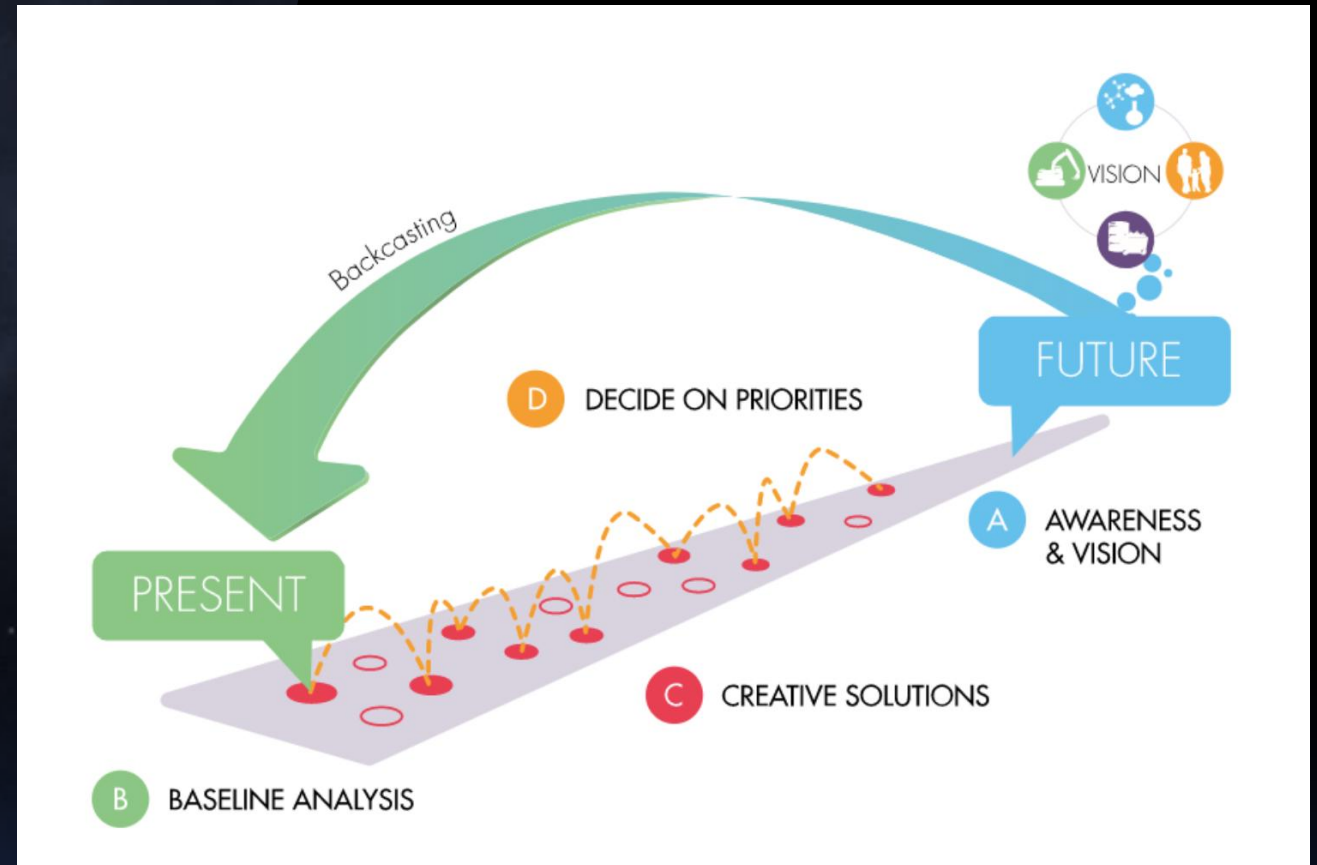 VISION
Backcasting
FUTURE
D DECIDE ON PRIORITIES
A AWARENESS
& VISION
PRESENT
C CREATIVE SOLUTIONS
B BASELINE ANALYSIS